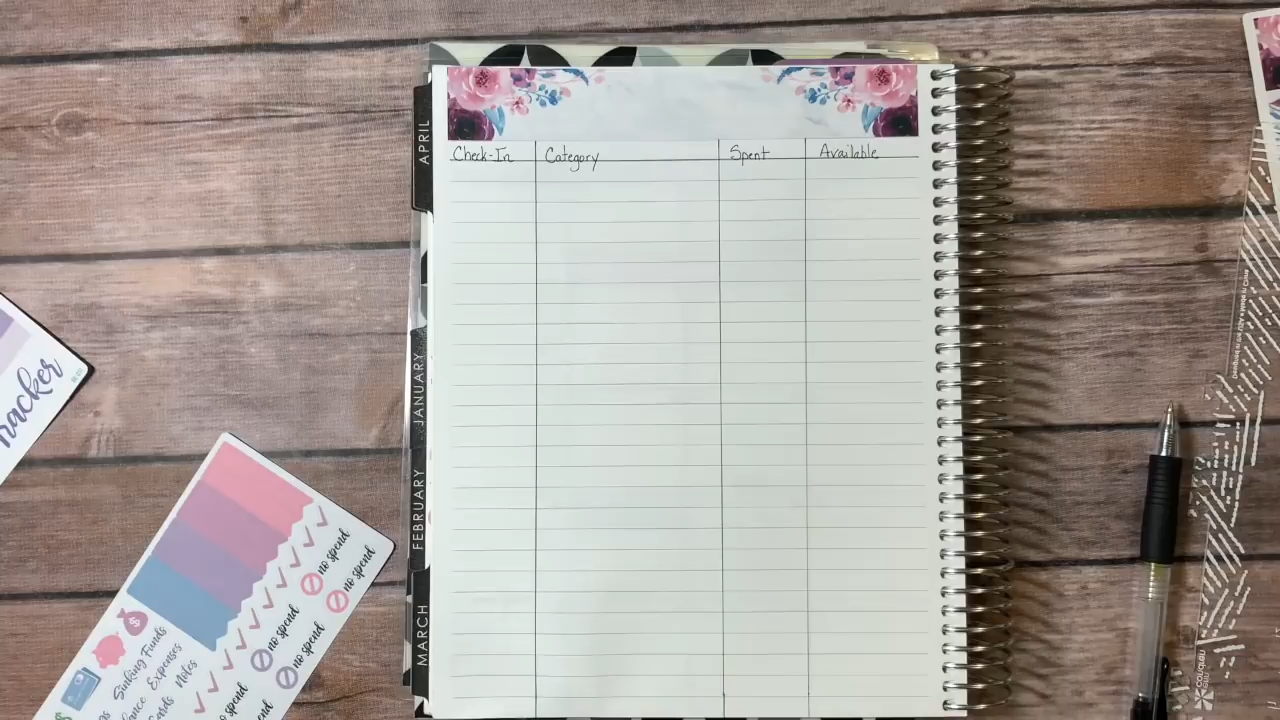 Check-In Category Spent Available
APRIL
JANUARY
FEBRUARY
MARCH
no spend
no spend
no spend
no spend
no spend
Sinking Funds
Expenses
Notes